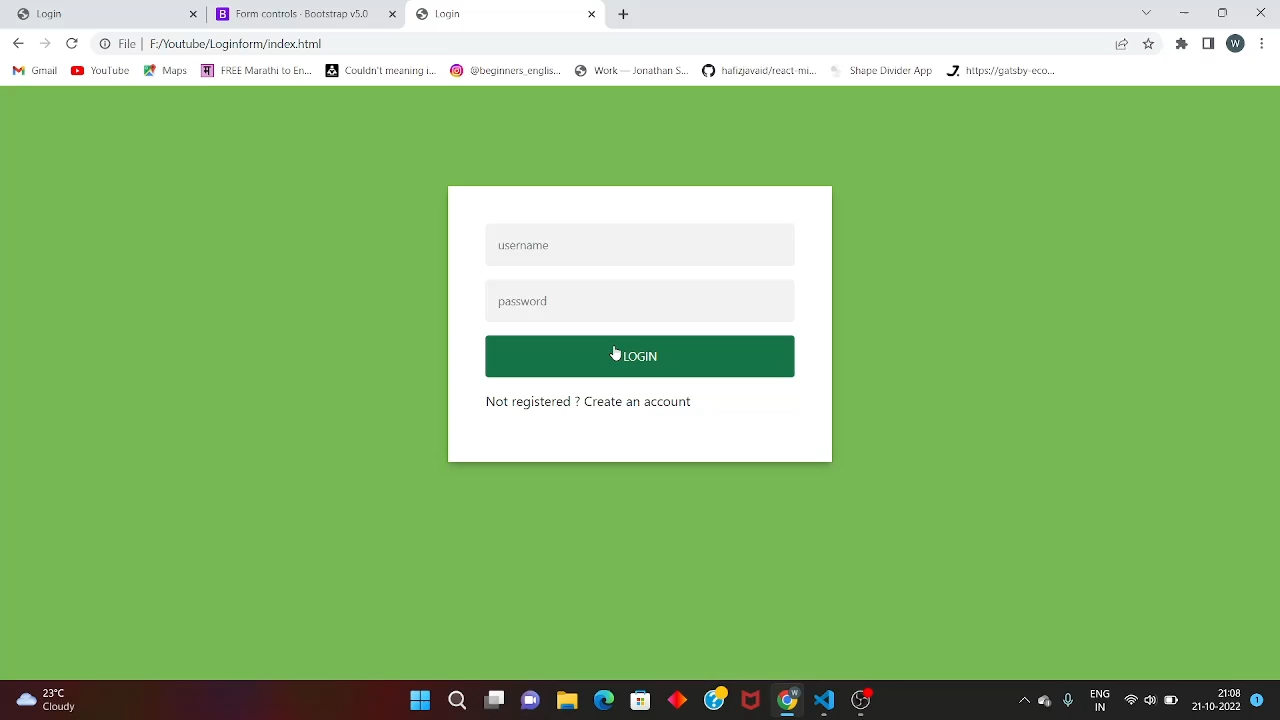 Login
Form controls · Bootstrap v5.0
Login
File | F:/Youtube/Loginform/index.html
W
Gmail
YouTube
Maps
FREE Marathi to En...
Couldn't meaning i...
@beginners_englis...
Work — Jonathan S...
hafizjavaid/react-mi...
Shape Divider App
https://gatsby-eco...
username
password
LOGIN
Not registered ? Create an account
23°C
Cloudy
ENG
IN
21:08
21-10-2022